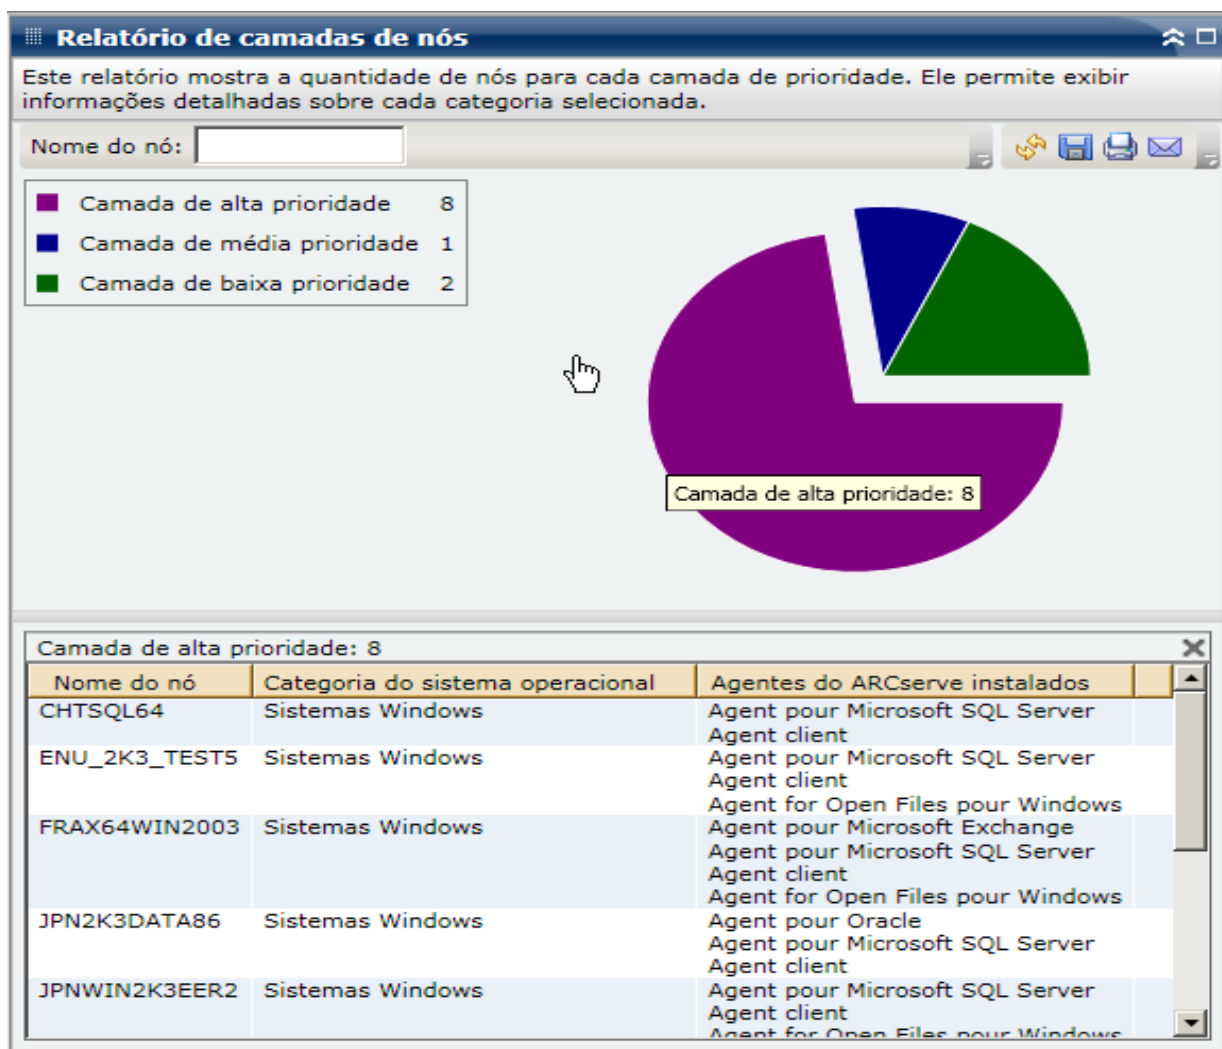 Relatório de camadas de nós
Este relatório mostra a quantidade de nós para cada camada de prioridade. Ele permite exibir
informações detalhadas sobre cada categoria selecionada.
Nome do nó:
Camada de alta prioridade 8
Camada de média prioridade 1
Camada de baixa prioridade 2
Camada de alta prioridade: 8
Camada de alta prioridade: 8
Nome do nó Categoria do sistema operacional Agentes do ARCserve instalados
CHTSQL64 Sistemas Windows Agent pour Microsoft SQL Server
Agent client
ENU_2K3_TEST5 Sistemas Windows Agent pour Microsoft SQL Server
Agent client
Agent for Open Files pour Windows
FRAX64WIN2003 Sistemas Windows Agent pour Microsoft Exchange
Agent pour Microsoft SQL Server
Agent client
Agent for Open Files pour Windows
JPN2K3DATA86 Sistemas Windows Agent pour Oracle
Agent pour Microsoft SQL Server
Agent client
JPNWIN2K3EER2 Sistemas Windows Agent pour Microsoft SQL Server
Agent client
Agent for Open Files pour Windows